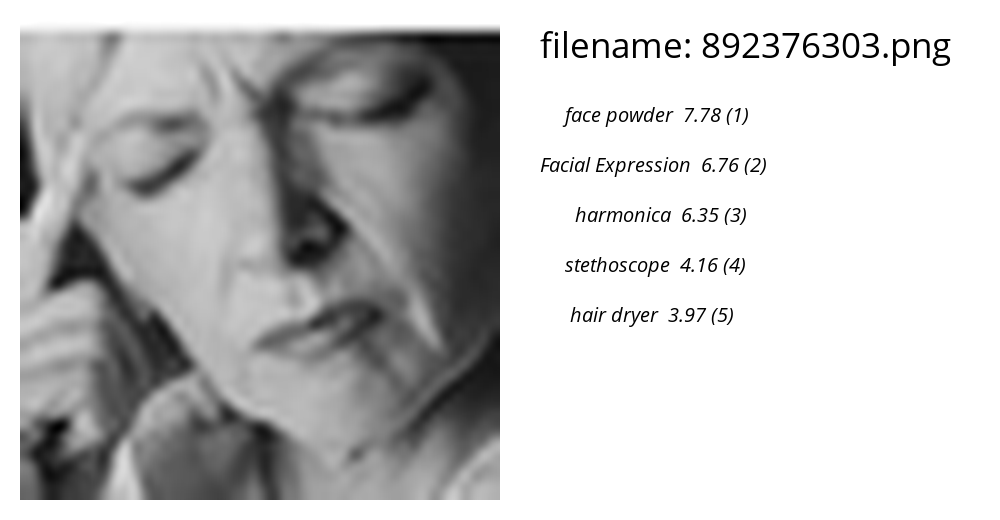 filename: 892376303.png
face powder 7.78 (1)
Facial Expression 6.76 (2)
harmonica 6.35 (3)
stethoscope 4.16 (4)
hair dryer 3.97 (5)